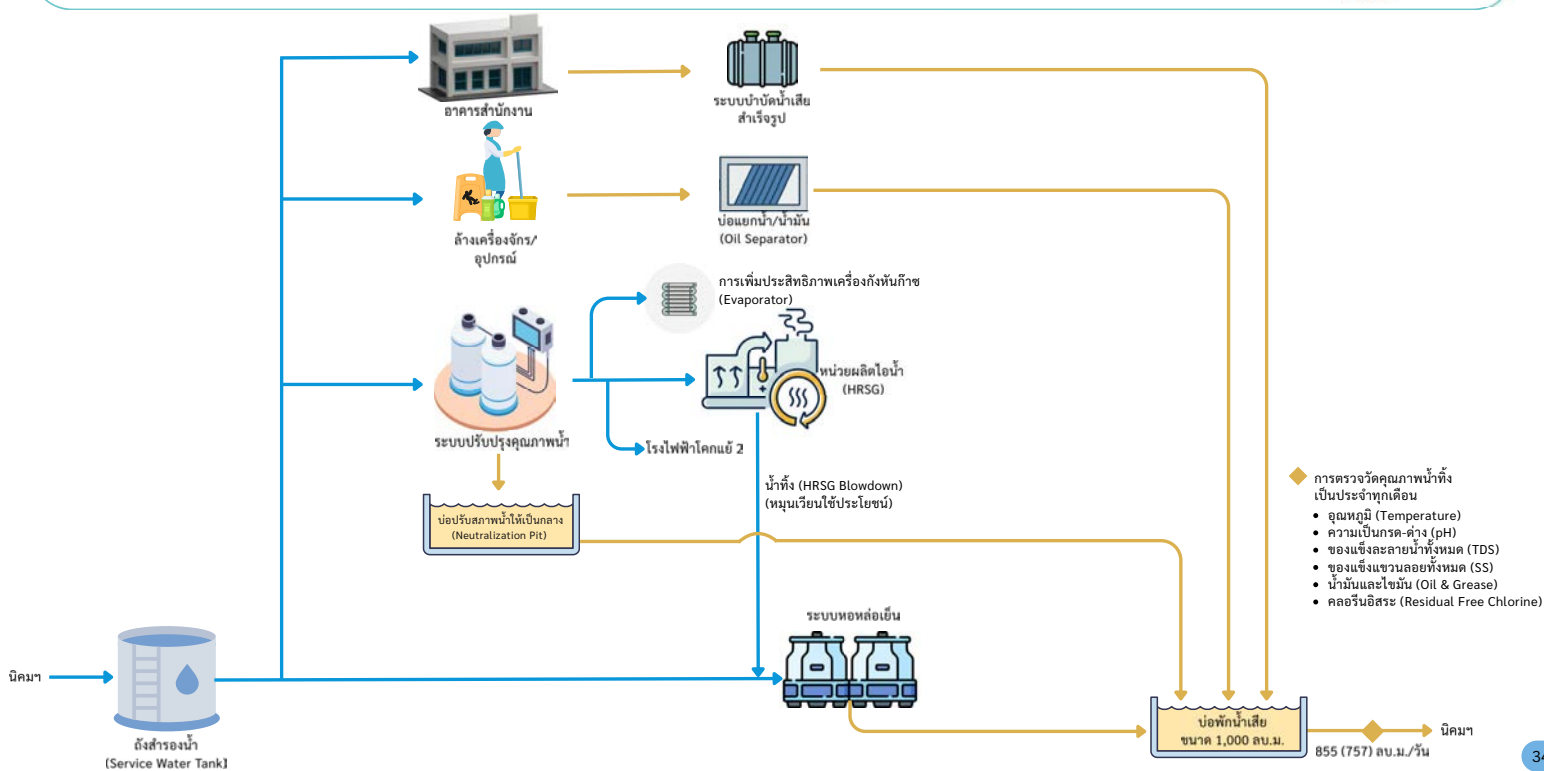 อาคารสำนักงาน
ระบบบำบัดน้ำเสีย
สำเร็จรูป
ล้างเครื่องจักร/
อุปกรณ์
บ่อแยกน้ำ/น้ำมัน
(Oil Separator)
การเพิ่มประสิทธิภาพเครื่องกังหันก๊าซ
(Evaporator)
หน่วยผลิตไอน้ำ
(HRSG)
ระบบปรับปรุงคุณภาพน้ำ
โรงไฟฟ้าโคกแย้ 2
น้ำทิ้ง (HRSG Blowdown)
(หมุนเวียนใช้ประโยชน์)
บ่อปรับสภาพน้ำให้เป็นกลาง
(Neutralization Pit)
การตรวจวัดคุณภาพน้ำทิ้ง
เป็นประจำทุกเดือน
• อุณหภูมิ (Temperature)
• ความเป็นกรด-ด่าง (pH)
• ของแข็งละลายน้ำทั้งหมด (TDS)
• ของแข็งแขวนลอยทั้งหมด (SS)
• น้ำมันและไขมัน (Oil & Grease)
• คลอรีนอิสระ (Residual Free Chlorine)
ระบบหอหล่อเย็น
นิคมฯ
ถังสำรองน้ำ
(Service Water Tank)
บ่อพักน้ำเสีย
ขนาด 1,000 ลบ.ม.
นิคมฯ
855 (757) ลบ.ม./วัน
34